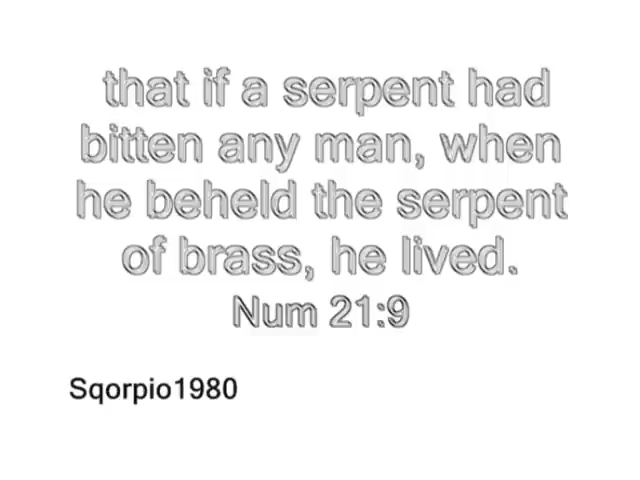 that if a serpent had
bitten any man, when
he beheld the serpent
of brass, he lived.
Num 21:9
Sqorpio1980